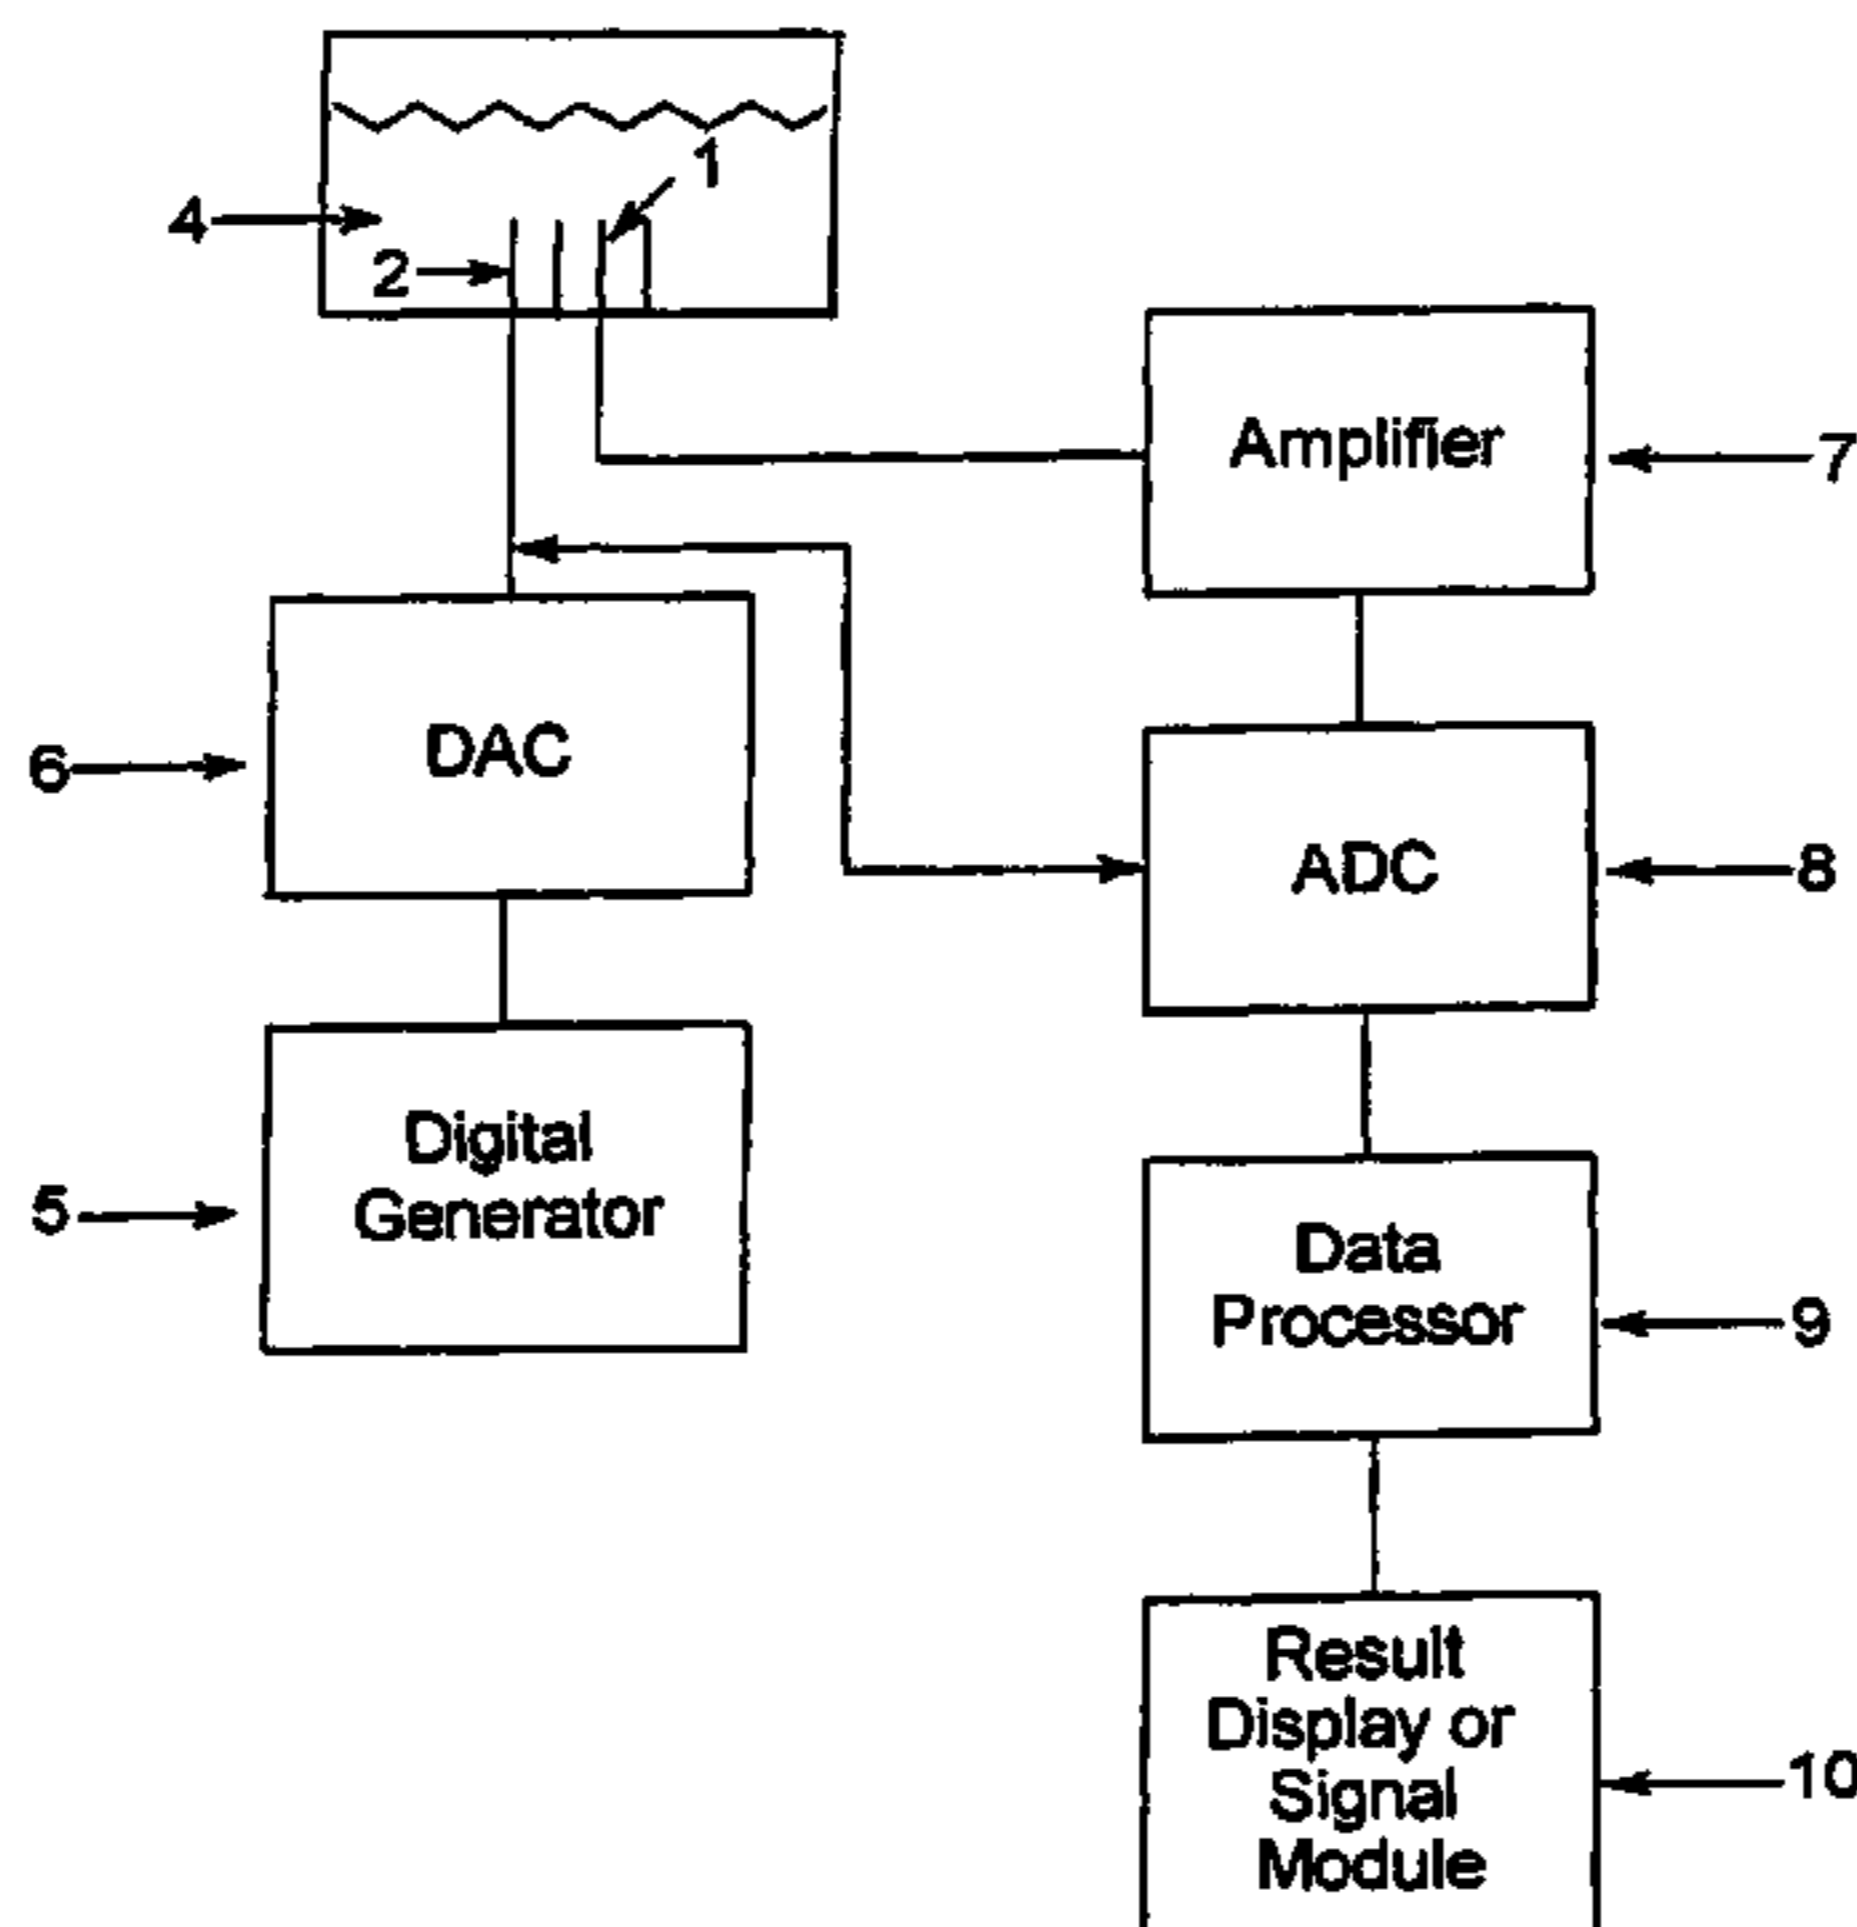 1
4
2
Amplifier
7
DAC
6
ADC
8
Digital
Generator
5
Data
Processor
9
Result
Display or
Signal
Module
10